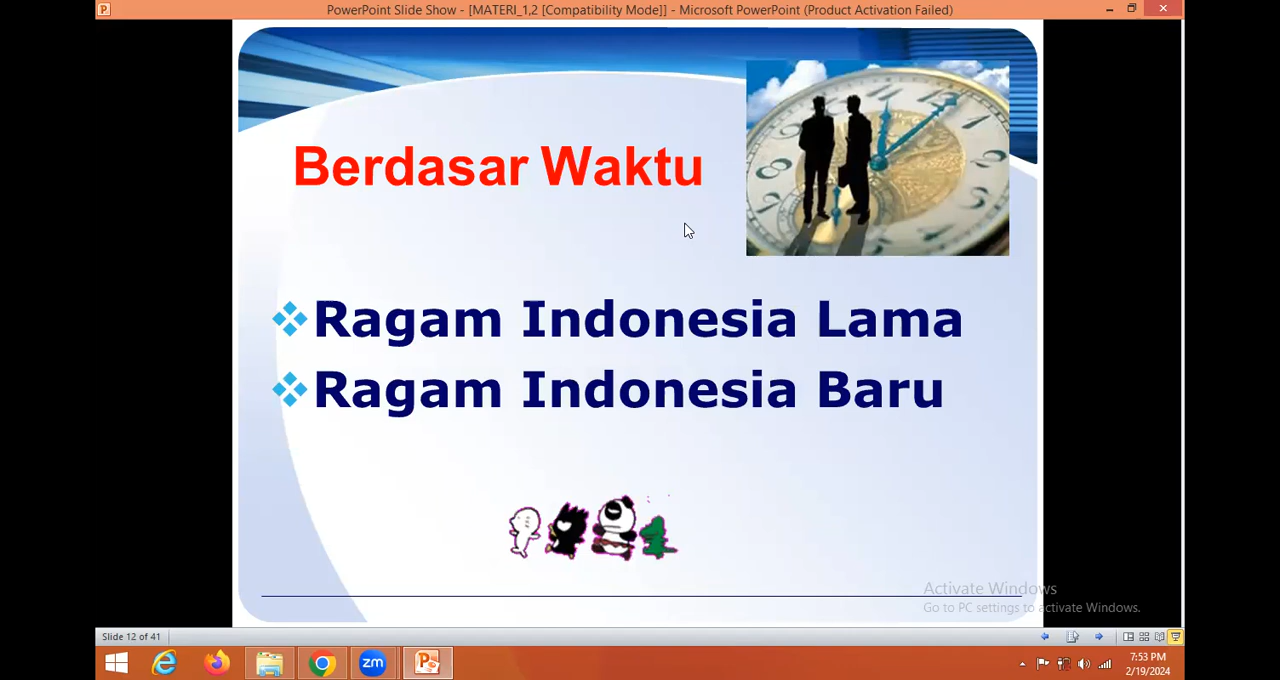 PowerPoint Slide Show - [MATERI_1,2 [Compatibility Mode]] - Microsoft PowerPoint (Product Activation Failed)
Berdasar Waktu
Ragam Indonesia Lama
Ragam Indonesia Baru
Activate Windows
Go to PC settings to activate Windows.
Slide 12 of 41
zm
7:53 PM
2/19/2024